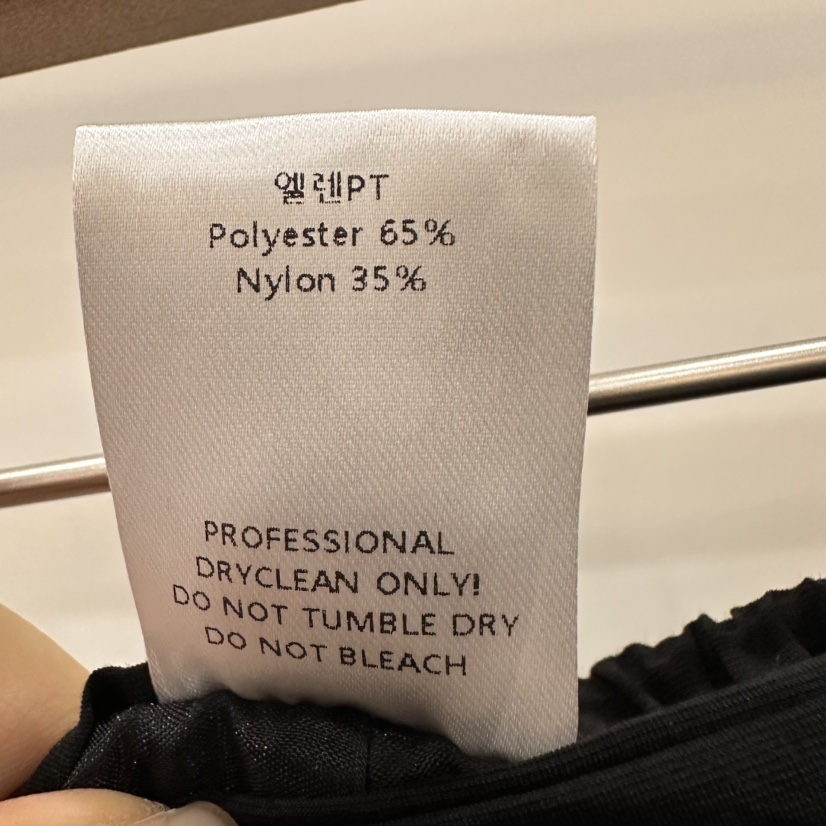 엘렌PT
Polyester 65%
Nylon 35%
PROFESSIONAL
DRYCLEAN ONLY!
DO NOT TUMBLE DRY
DO NOT BLEACH